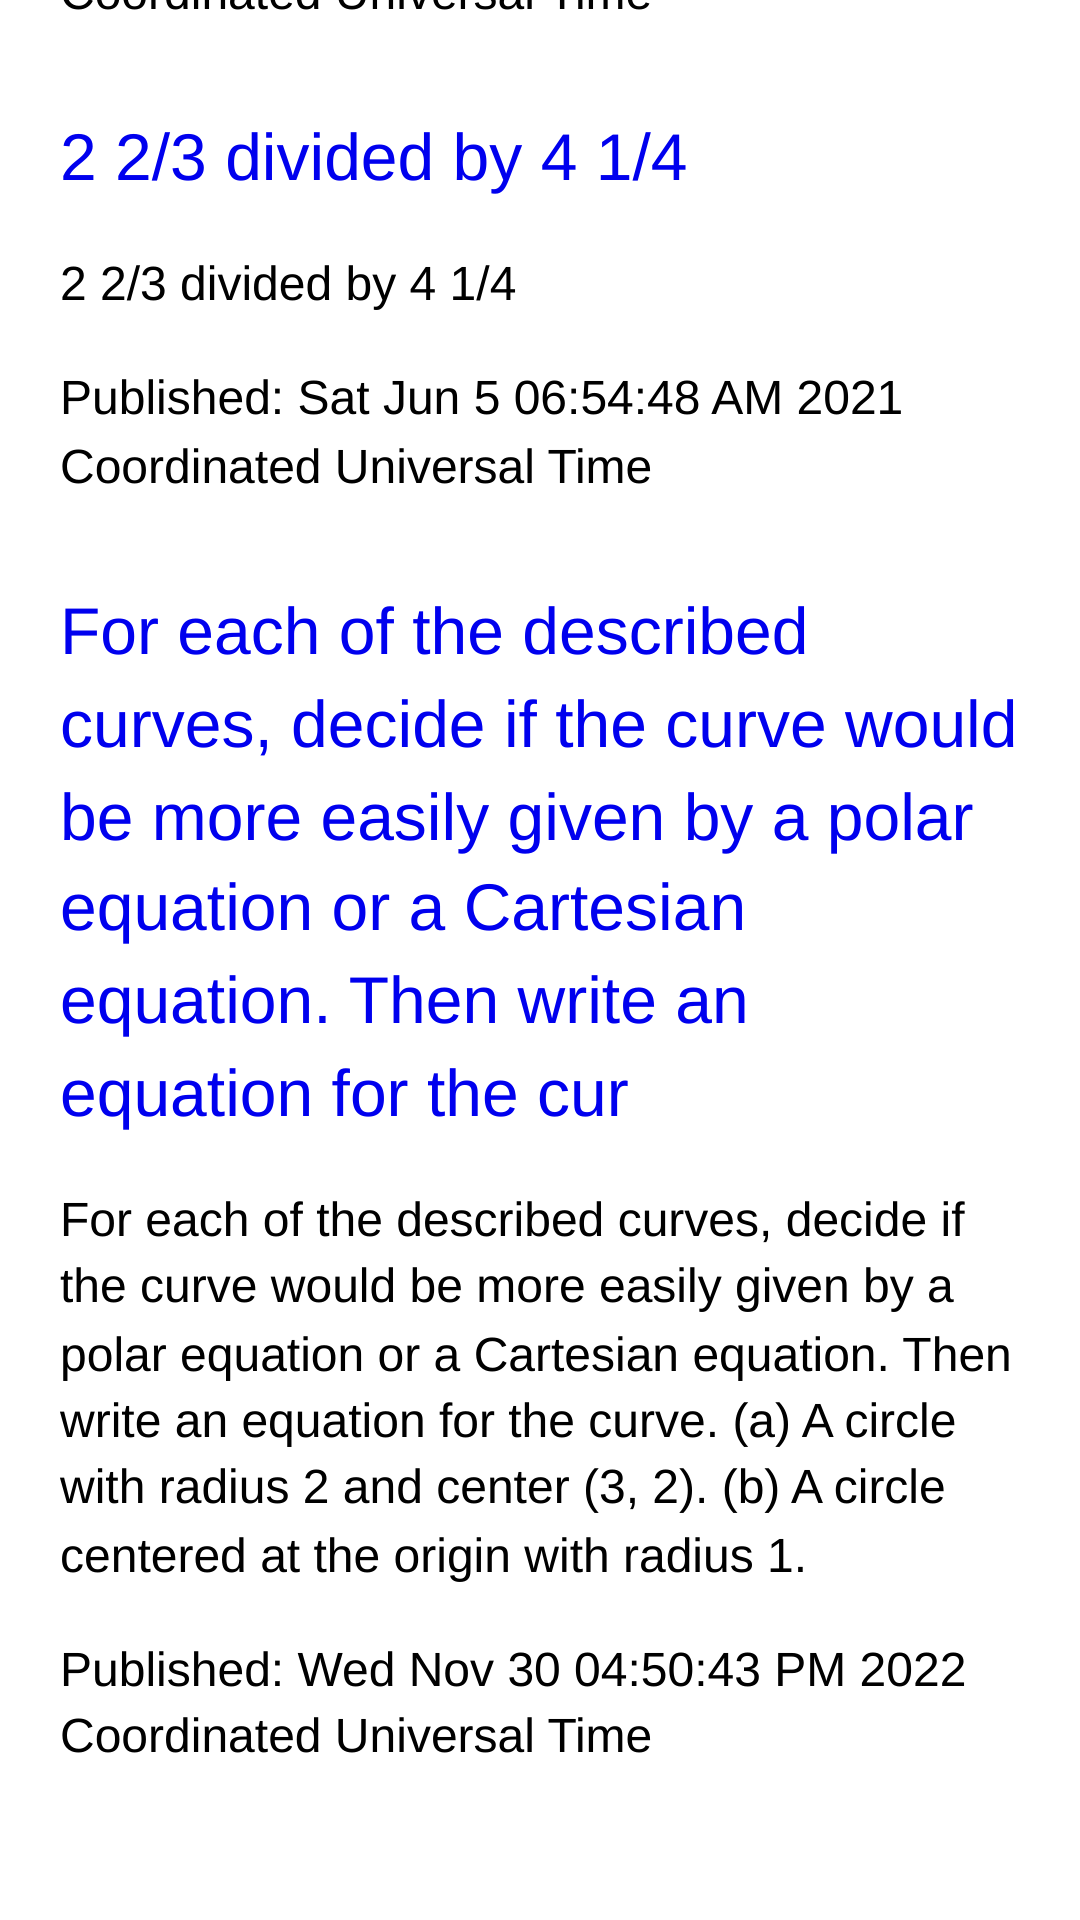 Coordinated Universal Time
2 2/3 divided by 4 1/4
2 2/3 divided by 4 1/4
Published: Sat Jun 5 06:54:48 AM 2021
Coordinated Universal Time
For each of the described
curves, decide if the curve would
be more easily given by a polar
equation or a Cartesian
equation. Then write an
equation for the cur
For each of the described curves, decide if
the curve would be more easily given by a
polar equation or a Cartesian equation. Then
write an equation for the curve. (a) A circle
with radius 2 and center (3, 2). (b) A circle
centered at the origin with radius 1.
Published: Wed Nov 30 04:50:43 PM 2022
Coordinated Universal Time